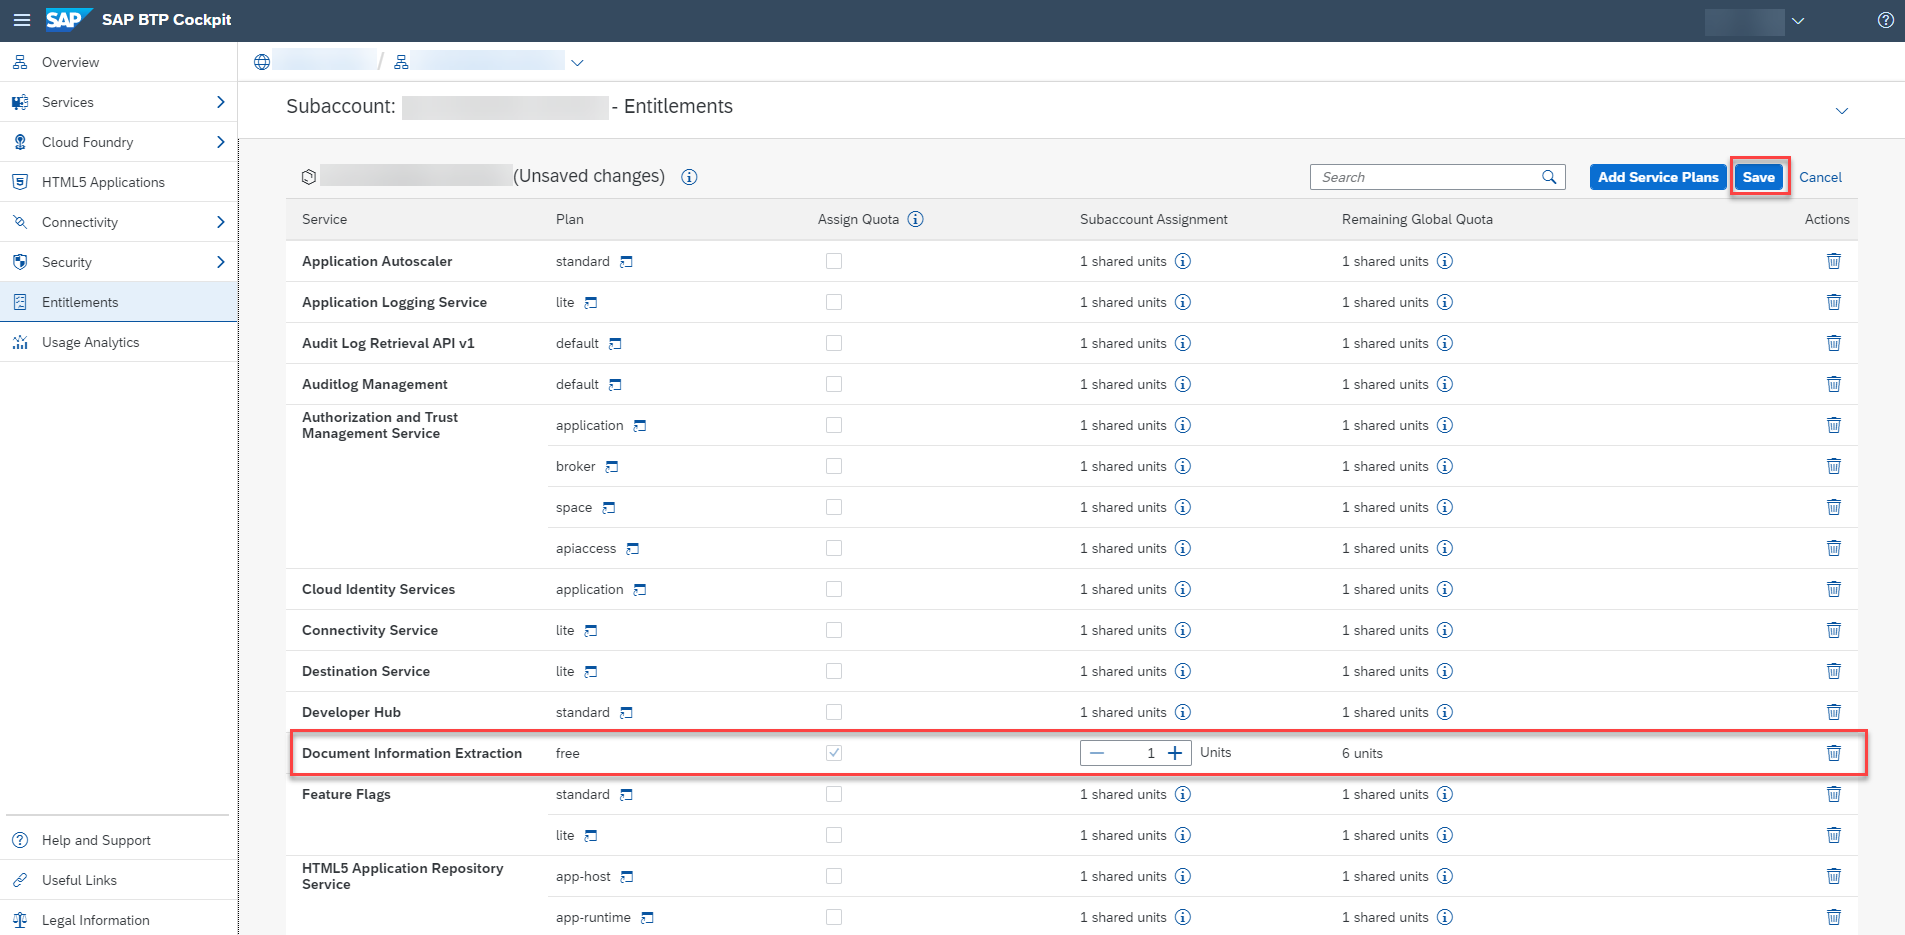 SAP SAP BTP Cockpit
Overview
Services
Cloud Foundry
HTML5 Applications
Connectivity
Security
Entitlements
Usage Analytics
Help and Support
Useful Links
Legal Information
/
Subaccount: - Entitlements
(Unsaved changes)
Search Add Service Plans Save Cancel
Service Plan Assign Quota Subaccount Assignment Remaining Global Quota Actions
Application Autoscaler standard 1 shared units 1 shared units
Application Logging Service lite 1 shared units 1 shared units
Audit Log Retrieval API v1 default 1 shared units 1 shared units
Auditlog Management default 1 shared units 1 shared units
Authorization and Trust
Management Service application 1 shared units 1 shared units
broker 1 shared units 1 shared units
space 1 shared units 1 shared units
apiaccess 1 shared units 1 shared units
Cloud Identity Services application 1 shared units 1 shared units
Connectivity Service lite 1 shared units 1 shared units
Destination Service lite 1 shared units 1 shared units
Developer Hub standard 1 shared units 1 shared units
Document Information Extraction free — 1 + Units 6 units
Feature Flags standard 1 shared units 1 shared units
lite 1 shared units 1 shared units
HTML5 Application Repository
Service app-host 1 shared units 1 shared units
app-runtime 1 shared units 1 shared units